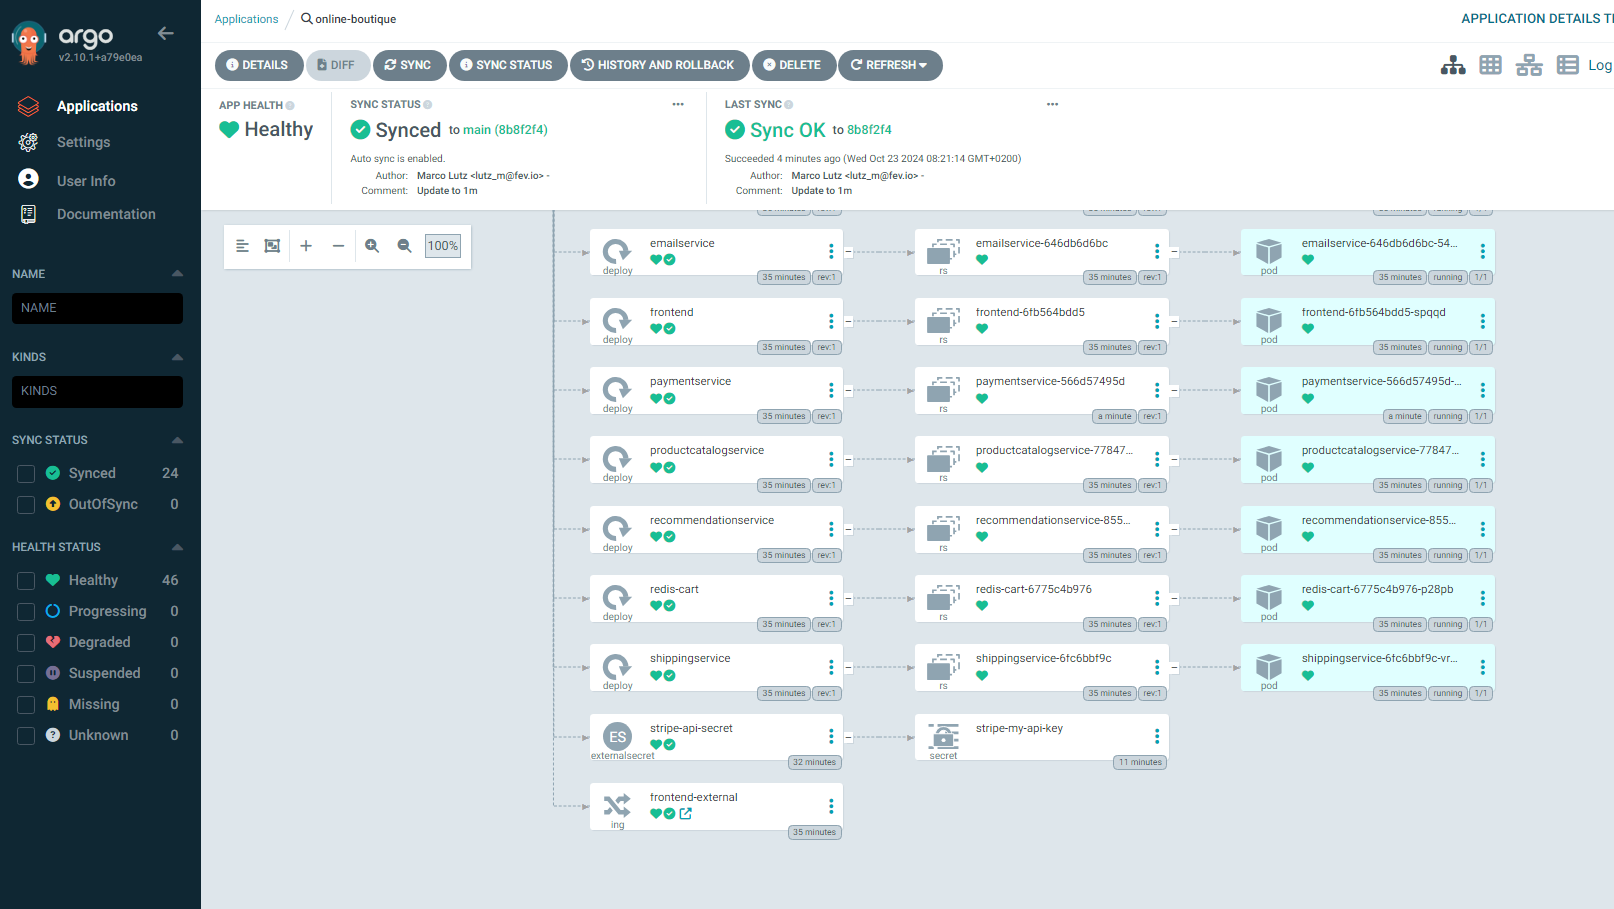 argo
v2.10.1+a79e0ea
Applications
Settings
User Info
Documentation
NAME
NAME
KINDS
KINDS
SYNC STATUS
Synced 24
OutOfSync 0
HEALTH STATUS
Healthy 46
Progressing 0
Degraded 0
Suspended 0
Missing 0
Unknown 0
Applications / online-boutique
APPLICATION DETAILS T
DETAILS DIFF SYNC SYNC STATUS HISTORY AND ROLLBACK DELETE REFRESH
Log
APP HEALTH
Healthy
SYNC STATUS
Synced to main (8b8f2f4)
Auto sync is enabled.
Author: Marco Lutz <lutz_m@fev.io> -
Comment: Update to 1m
LAST SYNC
Sync OK to 8b8f2f4
Succeeded 4 minutes ago (Wed Oct 23 2024 08:21:14 GMT+0200)
Author: Marco Lutz <lutz_m@fev.io> -
Comment: Update to 1m
100%
35 minutes rev:1 35 minutes rev:1 35 minutes running 1/1
emailservice
deploy
35 minutes rev:1
emailservice-646db6d6bc
rs
35 minutes rev:1
emailservice-646db6d6bc-54...
pod
35 minutes running 1/1
frontend
deploy
35 minutes rev:1
frontend-6fb564bdd5
rs
35 minutes rev:1
frontend-6fb564bdd5-spqqd
pod
35 minutes running 1/1
paymentservice
deploy
35 minutes rev:1
paymentservice-566d57495d
rs
a minute rev:1
paymentservice-566d57495d-...
pod
a minute running 1/1
productcatalogservice
deploy
35 minutes rev:1
productcatalogservice-77847...
rs
35 minutes rev:1
productcatalogservice-77847...
pod
35 minutes running 1/1
recommendationservice
deploy
35 minutes rev:1
recommendationservice-855...
rs
35 minutes rev:1
recommendationservice-855...
pod
35 minutes running 1/1
redis-cart
deploy
35 minutes rev:1
redis-cart-6775c4b976
rs
35 minutes rev:1
redis-cart-6775c4b976-p28pb
pod
35 minutes running 1/1
shippingservice
deploy
35 minutes rev:1
shippingservice-6fc6bbf9c
rs
35 minutes rev:1
shippingservice-6fc6bbf9c-vr...
pod
35 minutes running 1/1
ES
stripe-api-secret
externalsecret
32 minutes
stripe-my-api-key
secret
11 minutes
frontend-external
ing
35 minutes